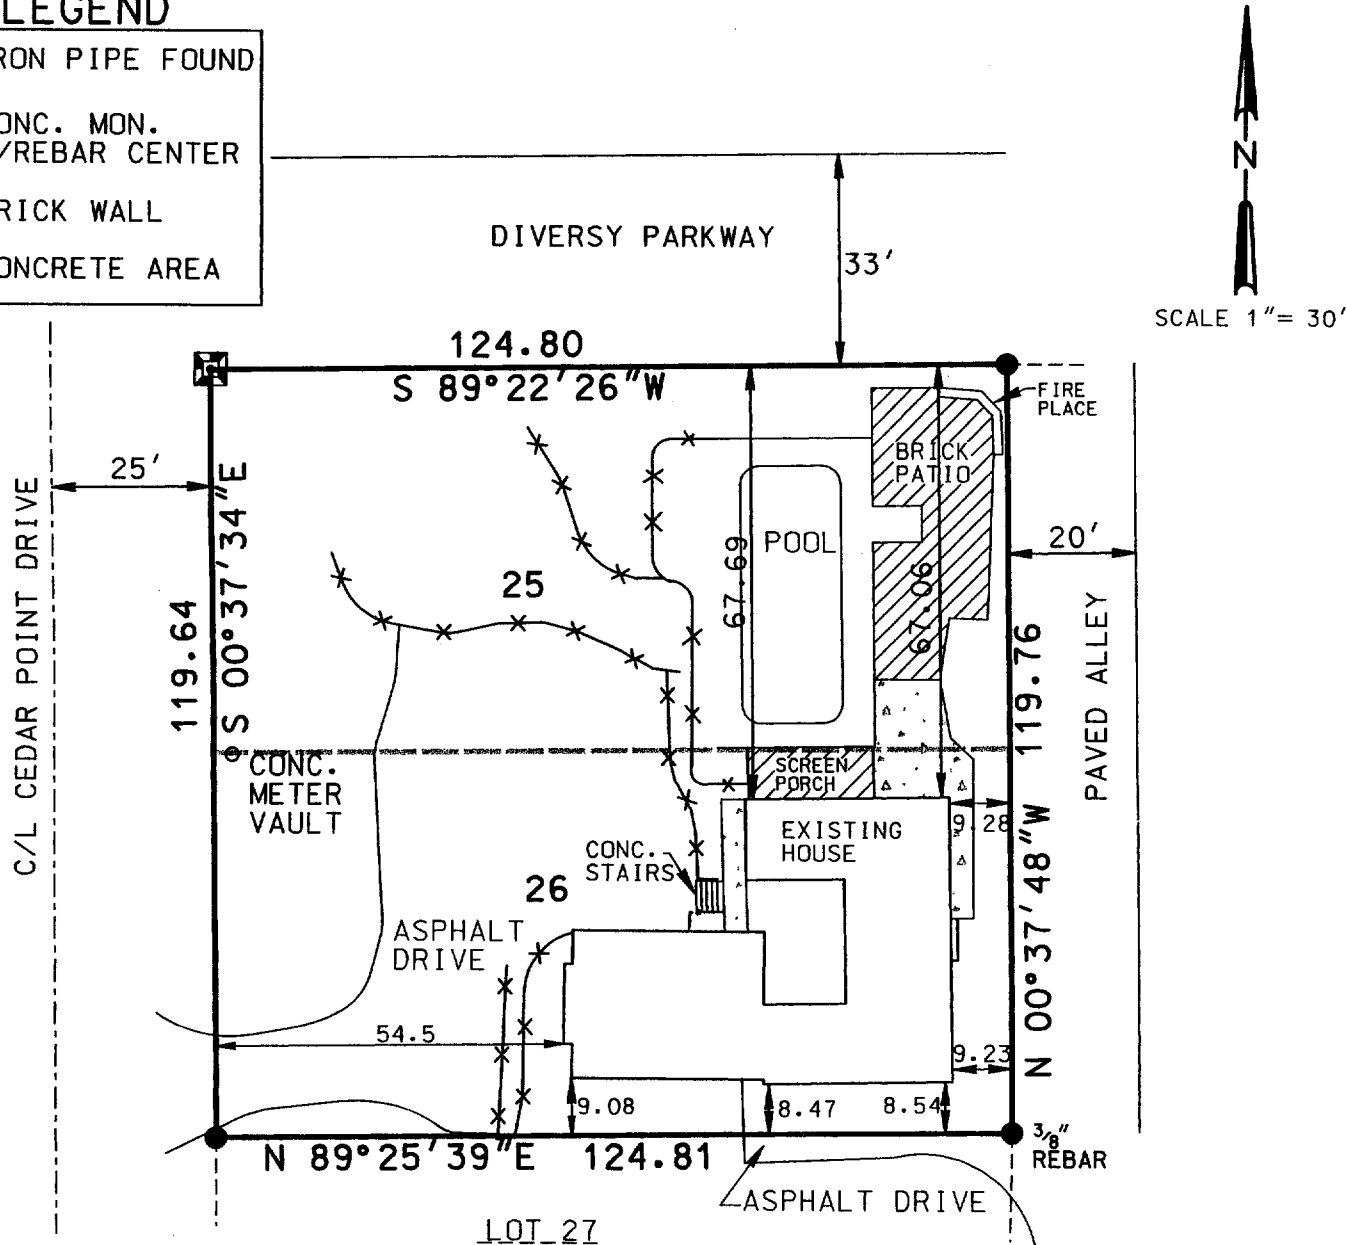 LEGEND
RON PIPE FOUND
ONC. MON.
/REBAR CENTER
RICK WALL
ONCRETE AREA
N
SCALE 1"= 30'
DIVERSY PARKWAY
33'
124.80
S 89°22'26"W
FIRE
PLACE
BRICK
PATIO
25'
C/L CEDAR POINT DRIVE
119.64
S 00°37'34"E
POOL
67.69
67.06
20'
25
PAVED ALLEY
119.76
N 00°37'48"W
CONC.
METER
VAULT
SCREEN
PORCH
EXISTING
HOUSE
9.28
CONC.
STAIRS
26
ASPHALT
DRIVE
54.5
9.23
9.08
8.47
8.54
3/8"
REBAR
N 89°25'39"E
124.81
ASPHALT DRIVE
LOT 27